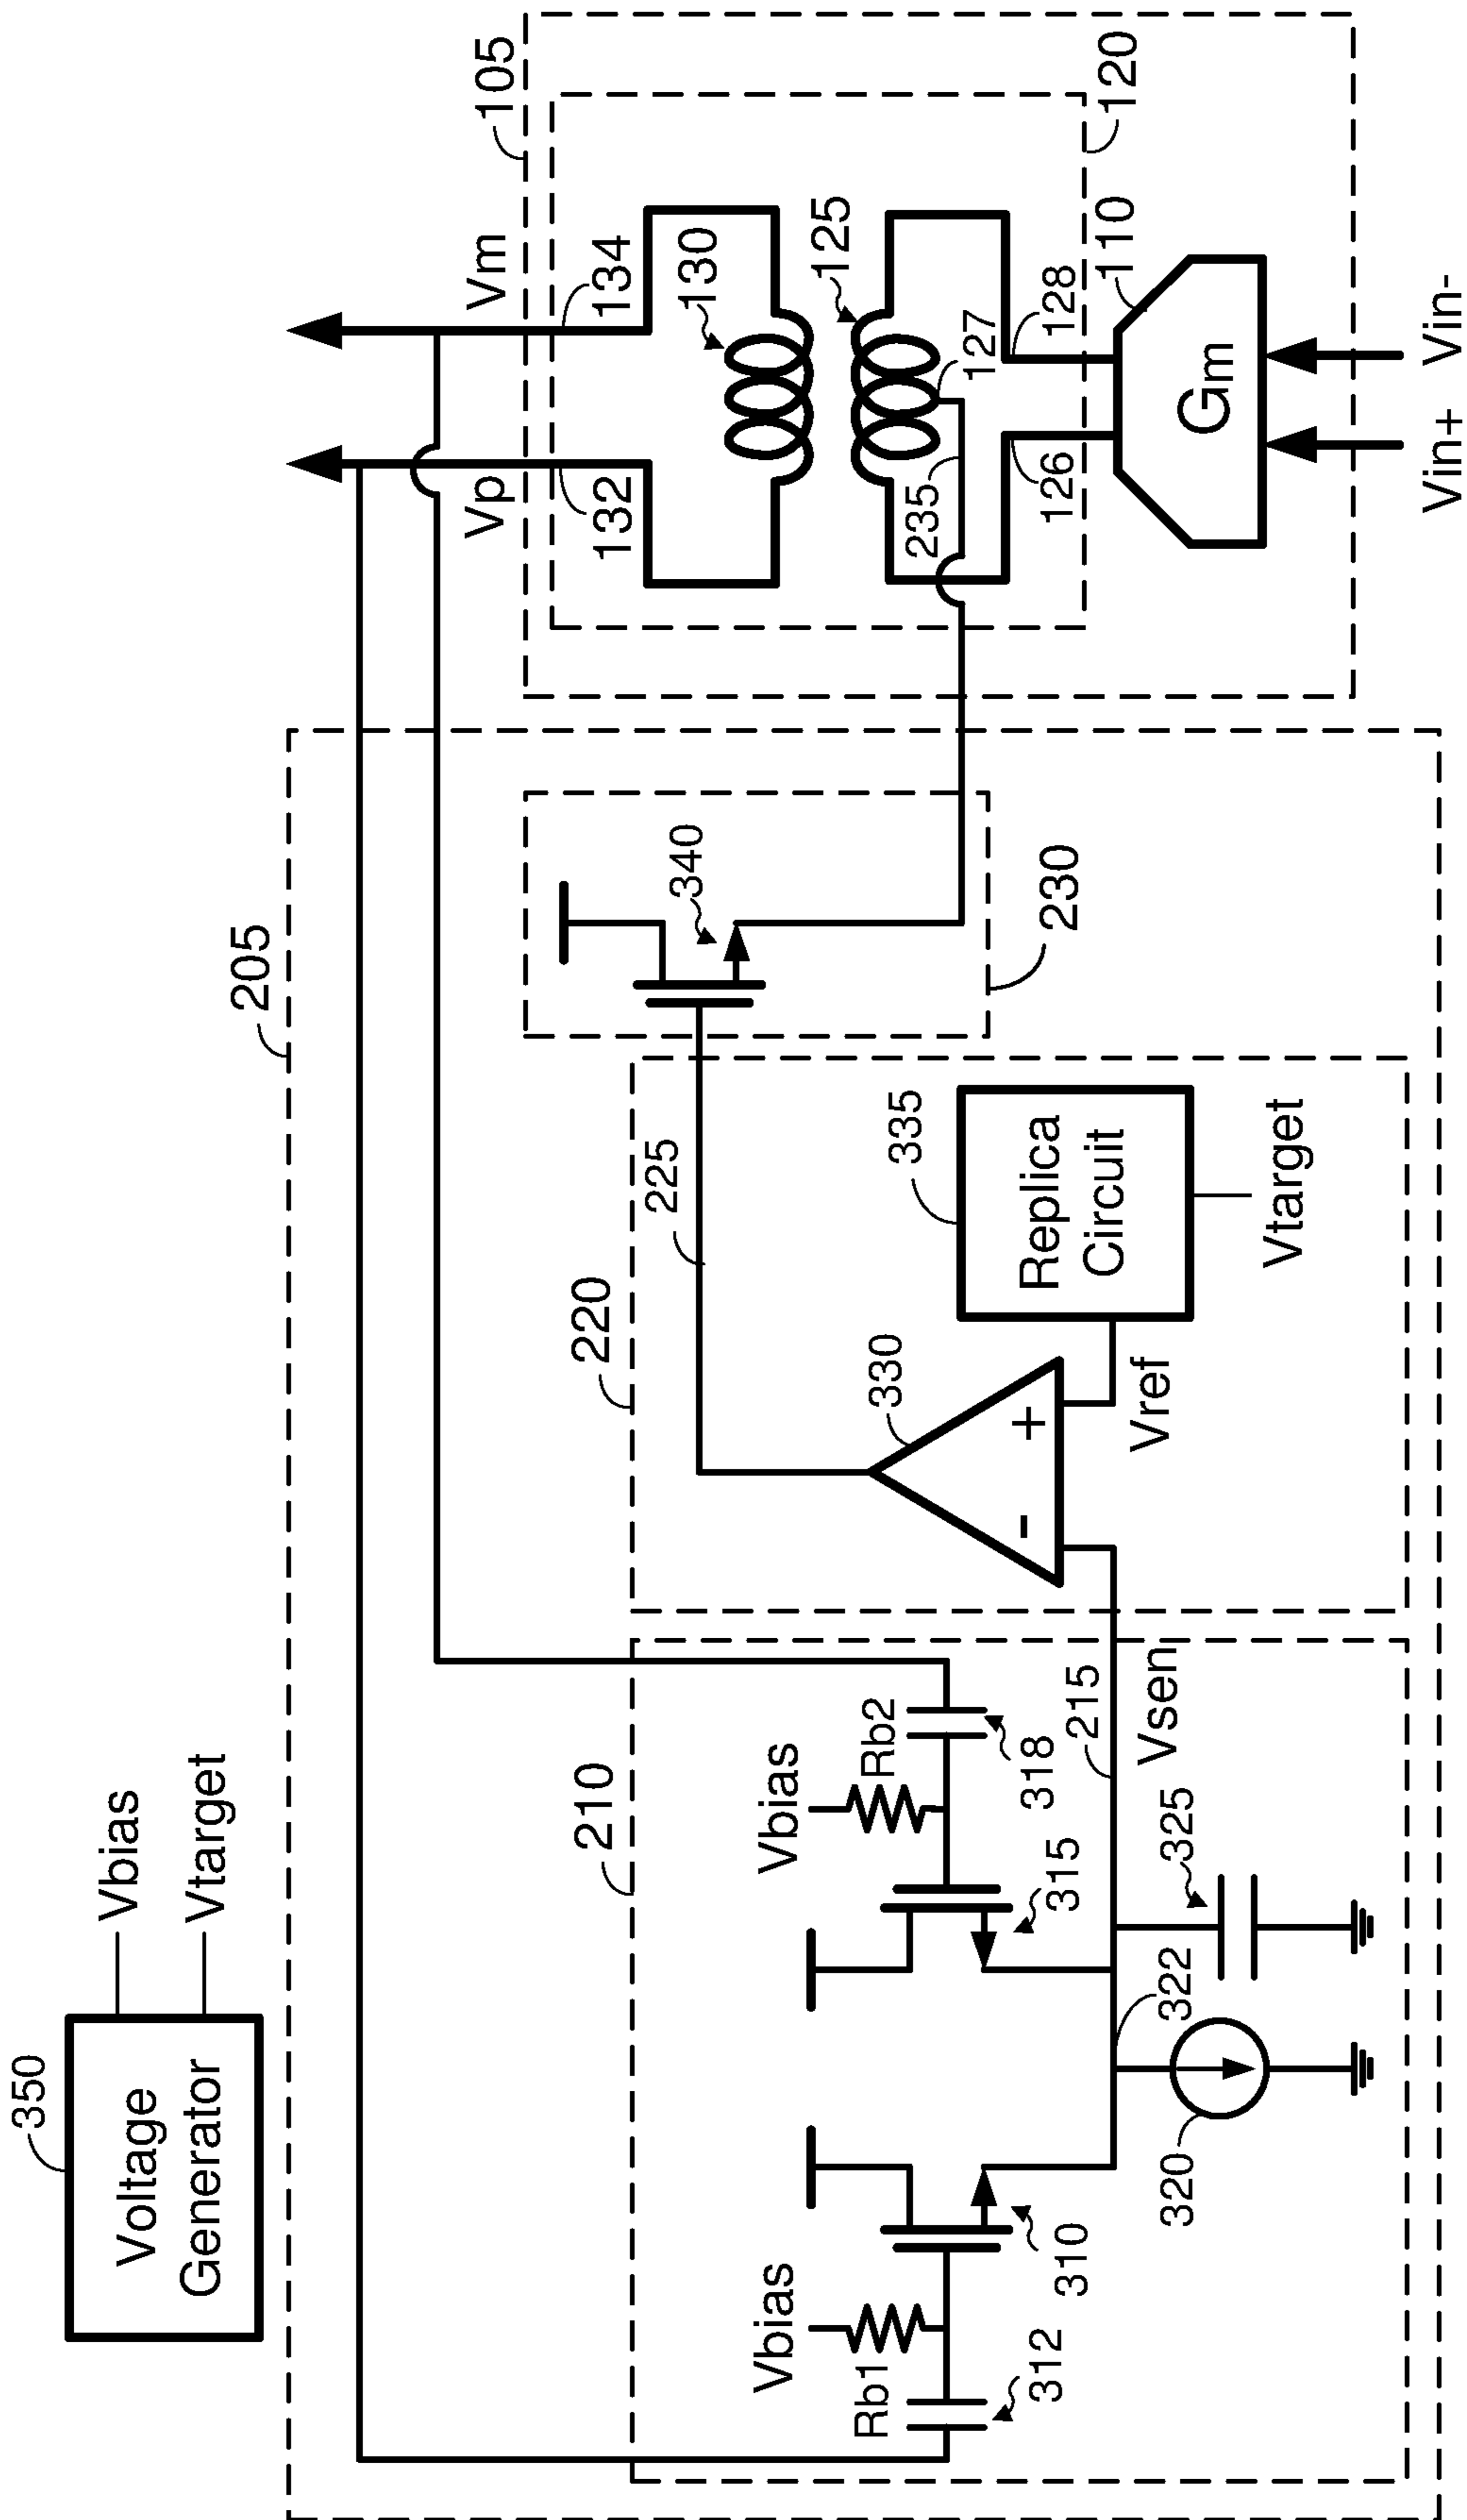 350
Voltage
Generator
Vbias
Vtarget
205
210
Vbias
Rb1
312
310
Vbias
Rb2
318
315
320
322
325
215
Vsen
220
225
330
-
+
Vref
335
Replica
Circuit
Vtarget
230
340
105
Vp
Vm
132
134
130
125
235
127
126
128
120
110
Gm
Vin+
Vin-